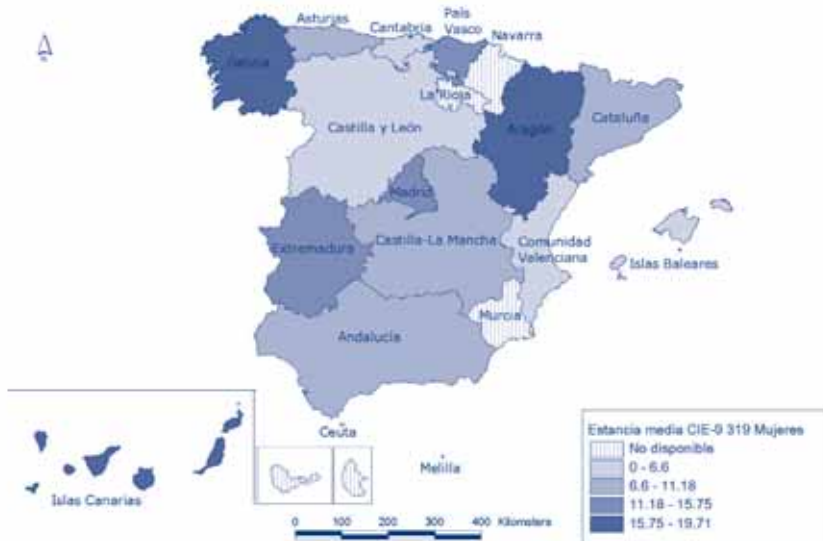 Asturias
Cantabria
País
Vasco
Navarra
Galicia
La Rioja
Castilla y León
Aragón
Cataluña
Madrid
Extremadura
Castilla-La Mancha
Comunidad
Valenciana
Islas Baleares
Murcia
Andalucía
Ceuta
Melilla
Islas Canarias
Estancia media CIE-9 319 Mujeres
No disponible
0 - 6.6
6.6 - 11.18
11.18 - 15.75
15.75 - 19.71
0 100 200 300 400 Kilometers